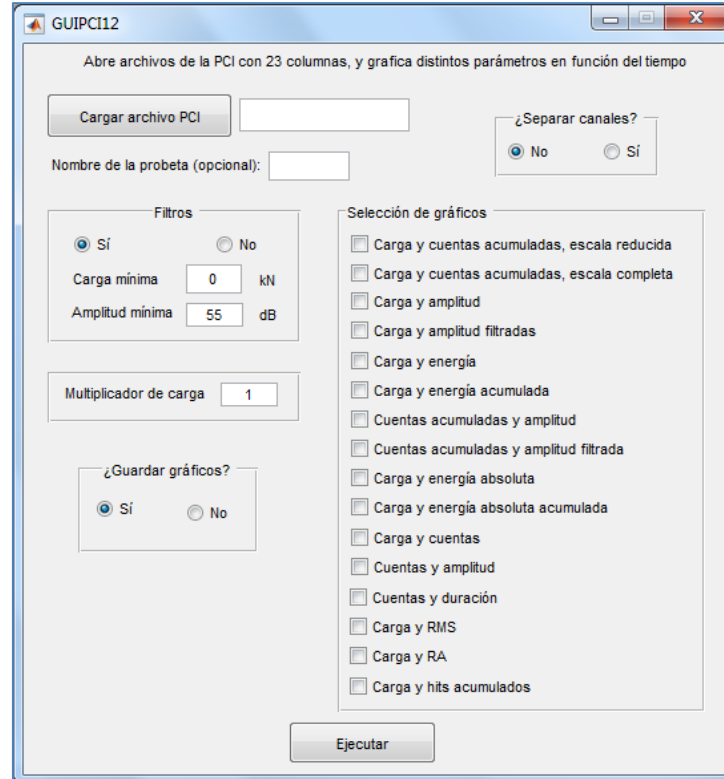 GUIPCI12
Abre archivos de la PCI con 23 columnas, y grafica distintos parámetros en función del tiempo
Cargar archivo PCI
¿Separar canales?
No Sí
Nombre de la probeta (opcional):
Filtros
Sí No
Carga mínima 0 kN
Amplitud mínima 55 dB
Multiplicador de carga 1
¿Guardar gráficos?
Sí No
Selección de gráficos
Carga y cuentas acumuladas, escala reducida
Carga y cuentas acumuladas, escala completa
Carga y amplitud
Carga y amplitud filtradas
Carga y energía
Carga y energía acumulada
Cuentas acumuladas y amplitud
Cuentas acumuladas y amplitud filtrada
Carga y energía absoluta
Carga y energía absoluta acumulada
Carga y cuentas
Cuentas y amplitud
Cuentas y duración
Carga y RMS
Carga y RA
Carga y hits acumulados
Ejecutar